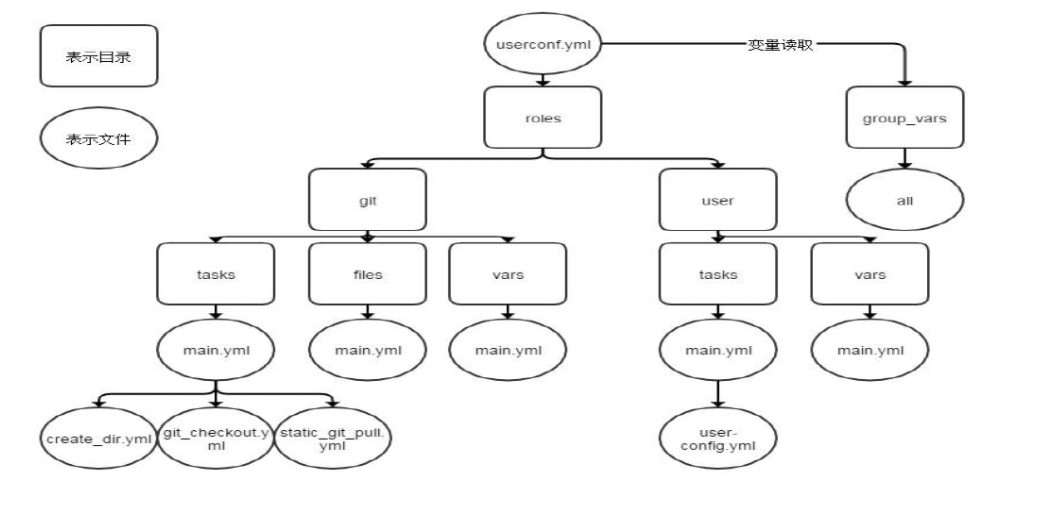 表示目录
表示文件
userconf.yml
变量读取
roles
group_vars
git
user
all
tasks
files
vars
tasks
vars
main.yml
main.yml
main.yml
main.yml
main.yml
create_dir.yml
git_checkout.y
ml
static_git_pull.
yml
user-
config.yml